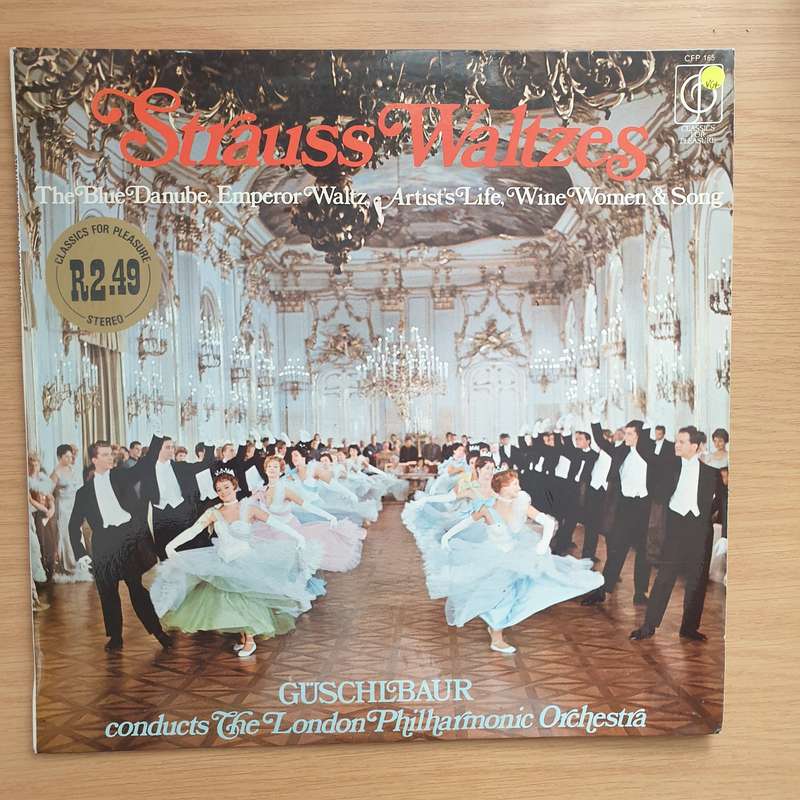 CFP 165
VG+
CLASSICS
FOR
PLEASURE
Strauss Waltzes
The Blue Danube, Emperor Waltz, Artist's Life, Wine Women & Song
CLASSICS FOR PLEASURE
R2.49
STEREO
GÜSCHLBAUR
conducts The London Philharmonic Orchestra